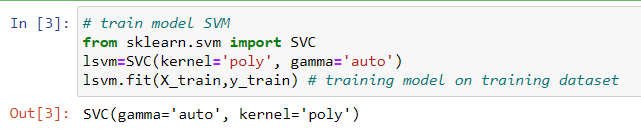 In [3]: # train model SVM
from sklearn.svm import SVC
lsvm=SVC(kernel='poly', gamma='auto')
lsvm.fit(X_train,y_train) # training model on training dataset
Out[3]: SVC(gamma='auto', kernel='poly')